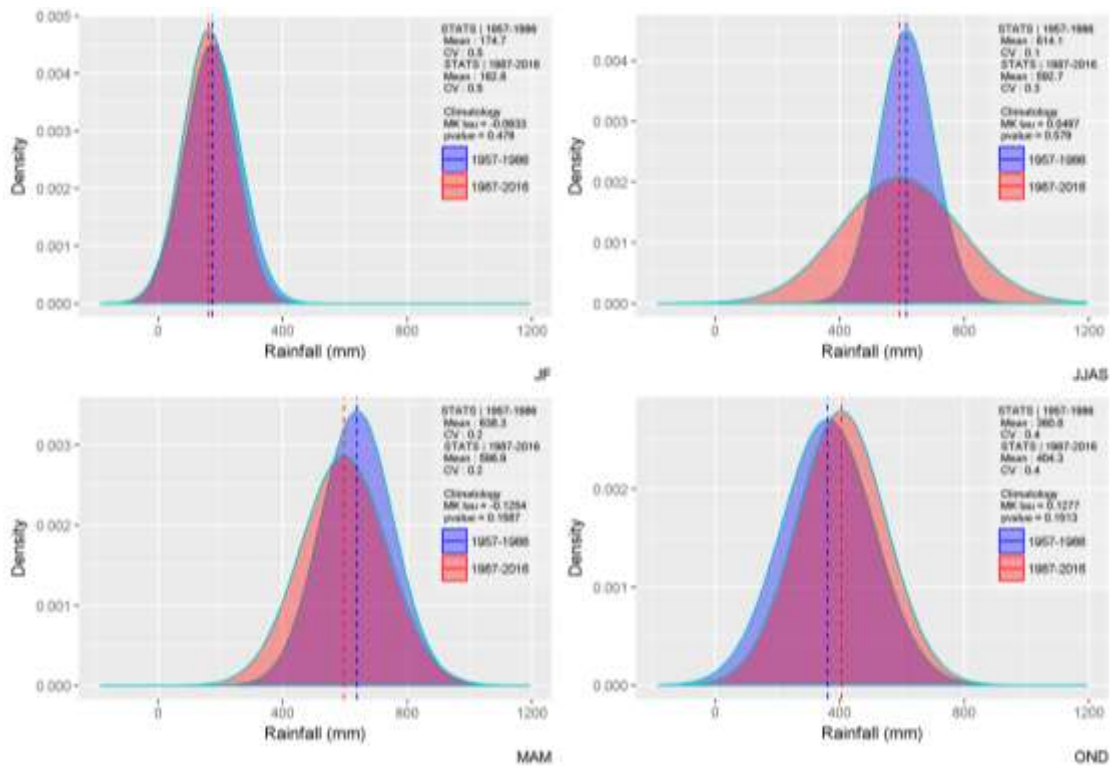 STATS | 1957-1986
Mean : 174.7
CV : 0.5
STATS | 1987-2016
Mean : 162.8
CV : 0.5
Climatology
MK tau = -0.0933
pvalue = 0.479
1957-1986
1987-2016
0.005
0.004
0.003
0.002
0.001
0.000
Density
0 400 800 1200
Rainfall (mm)
JF
STATS | 1957-1986
Mean : 614.1
CV : 0.1
STATS | 1987-2016
Mean : 592.7
CV : 0.3
Climatology
MK tau = 0.0497
pvalue = 0.579
1957-1986
1987-2016
0.004
0.003
0.002
0.001
0.000
Density
0 400 800 1200
Rainfall (mm)
JJAS
STATS | 1957-1986
Mean : 638.3
CV : 0.2
STATS | 1987-2016
Mean :
CV : 0.2
Climatology
MK tau = -0.1264
pvalue = 0.1587
1957-1986
1987-2016
0.003
0.002
0.001
0.000
Density
0 400 800 1200
Rainfall (mm)
MAM
STATS | 1957-1986
Mean : 360.8
CV : 0.4
STATS | 1987-2016
Mean : 404.3
CV : 0.4
Climatology
MK tau = 0.1277
pvalue = 0.1513
1957-1986
1987-2016
0.002
0.001
0.000
Density
0 400 800 1200
Rainfall (mm)
OND